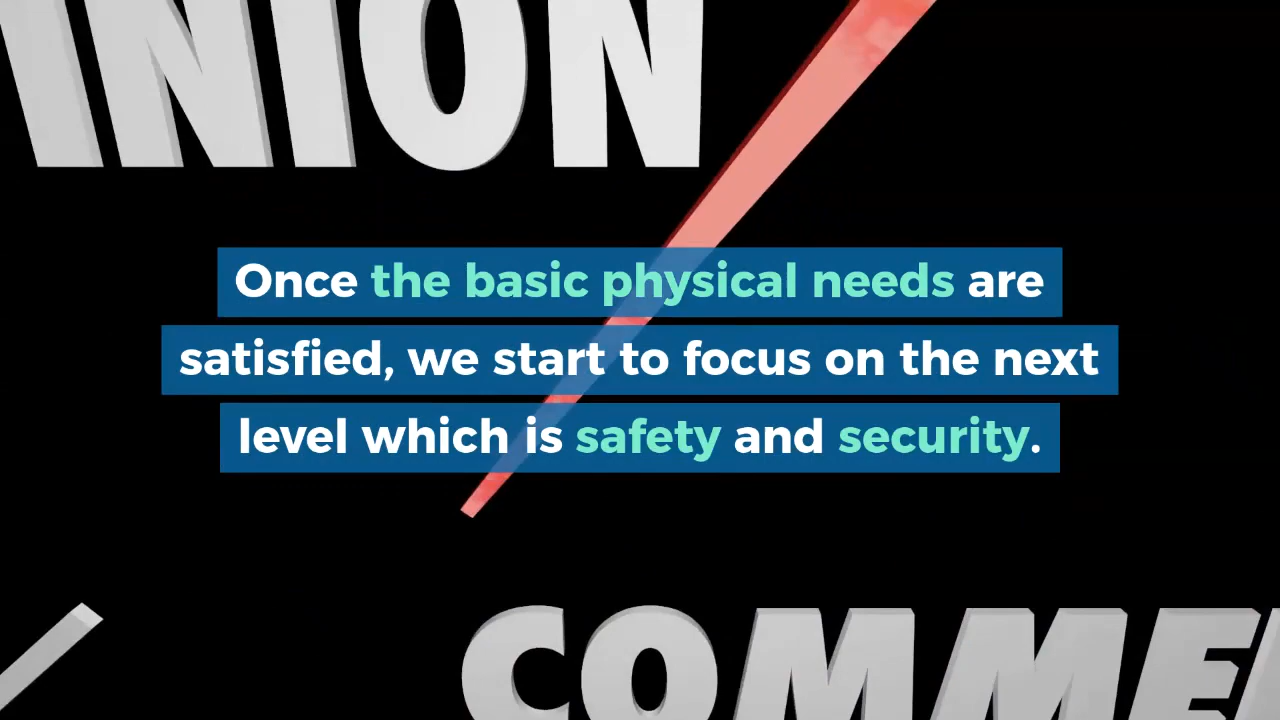 INION
Once the basic physical needs are
satisfied, we start to focus on the next
level which is safety and security.
COMME